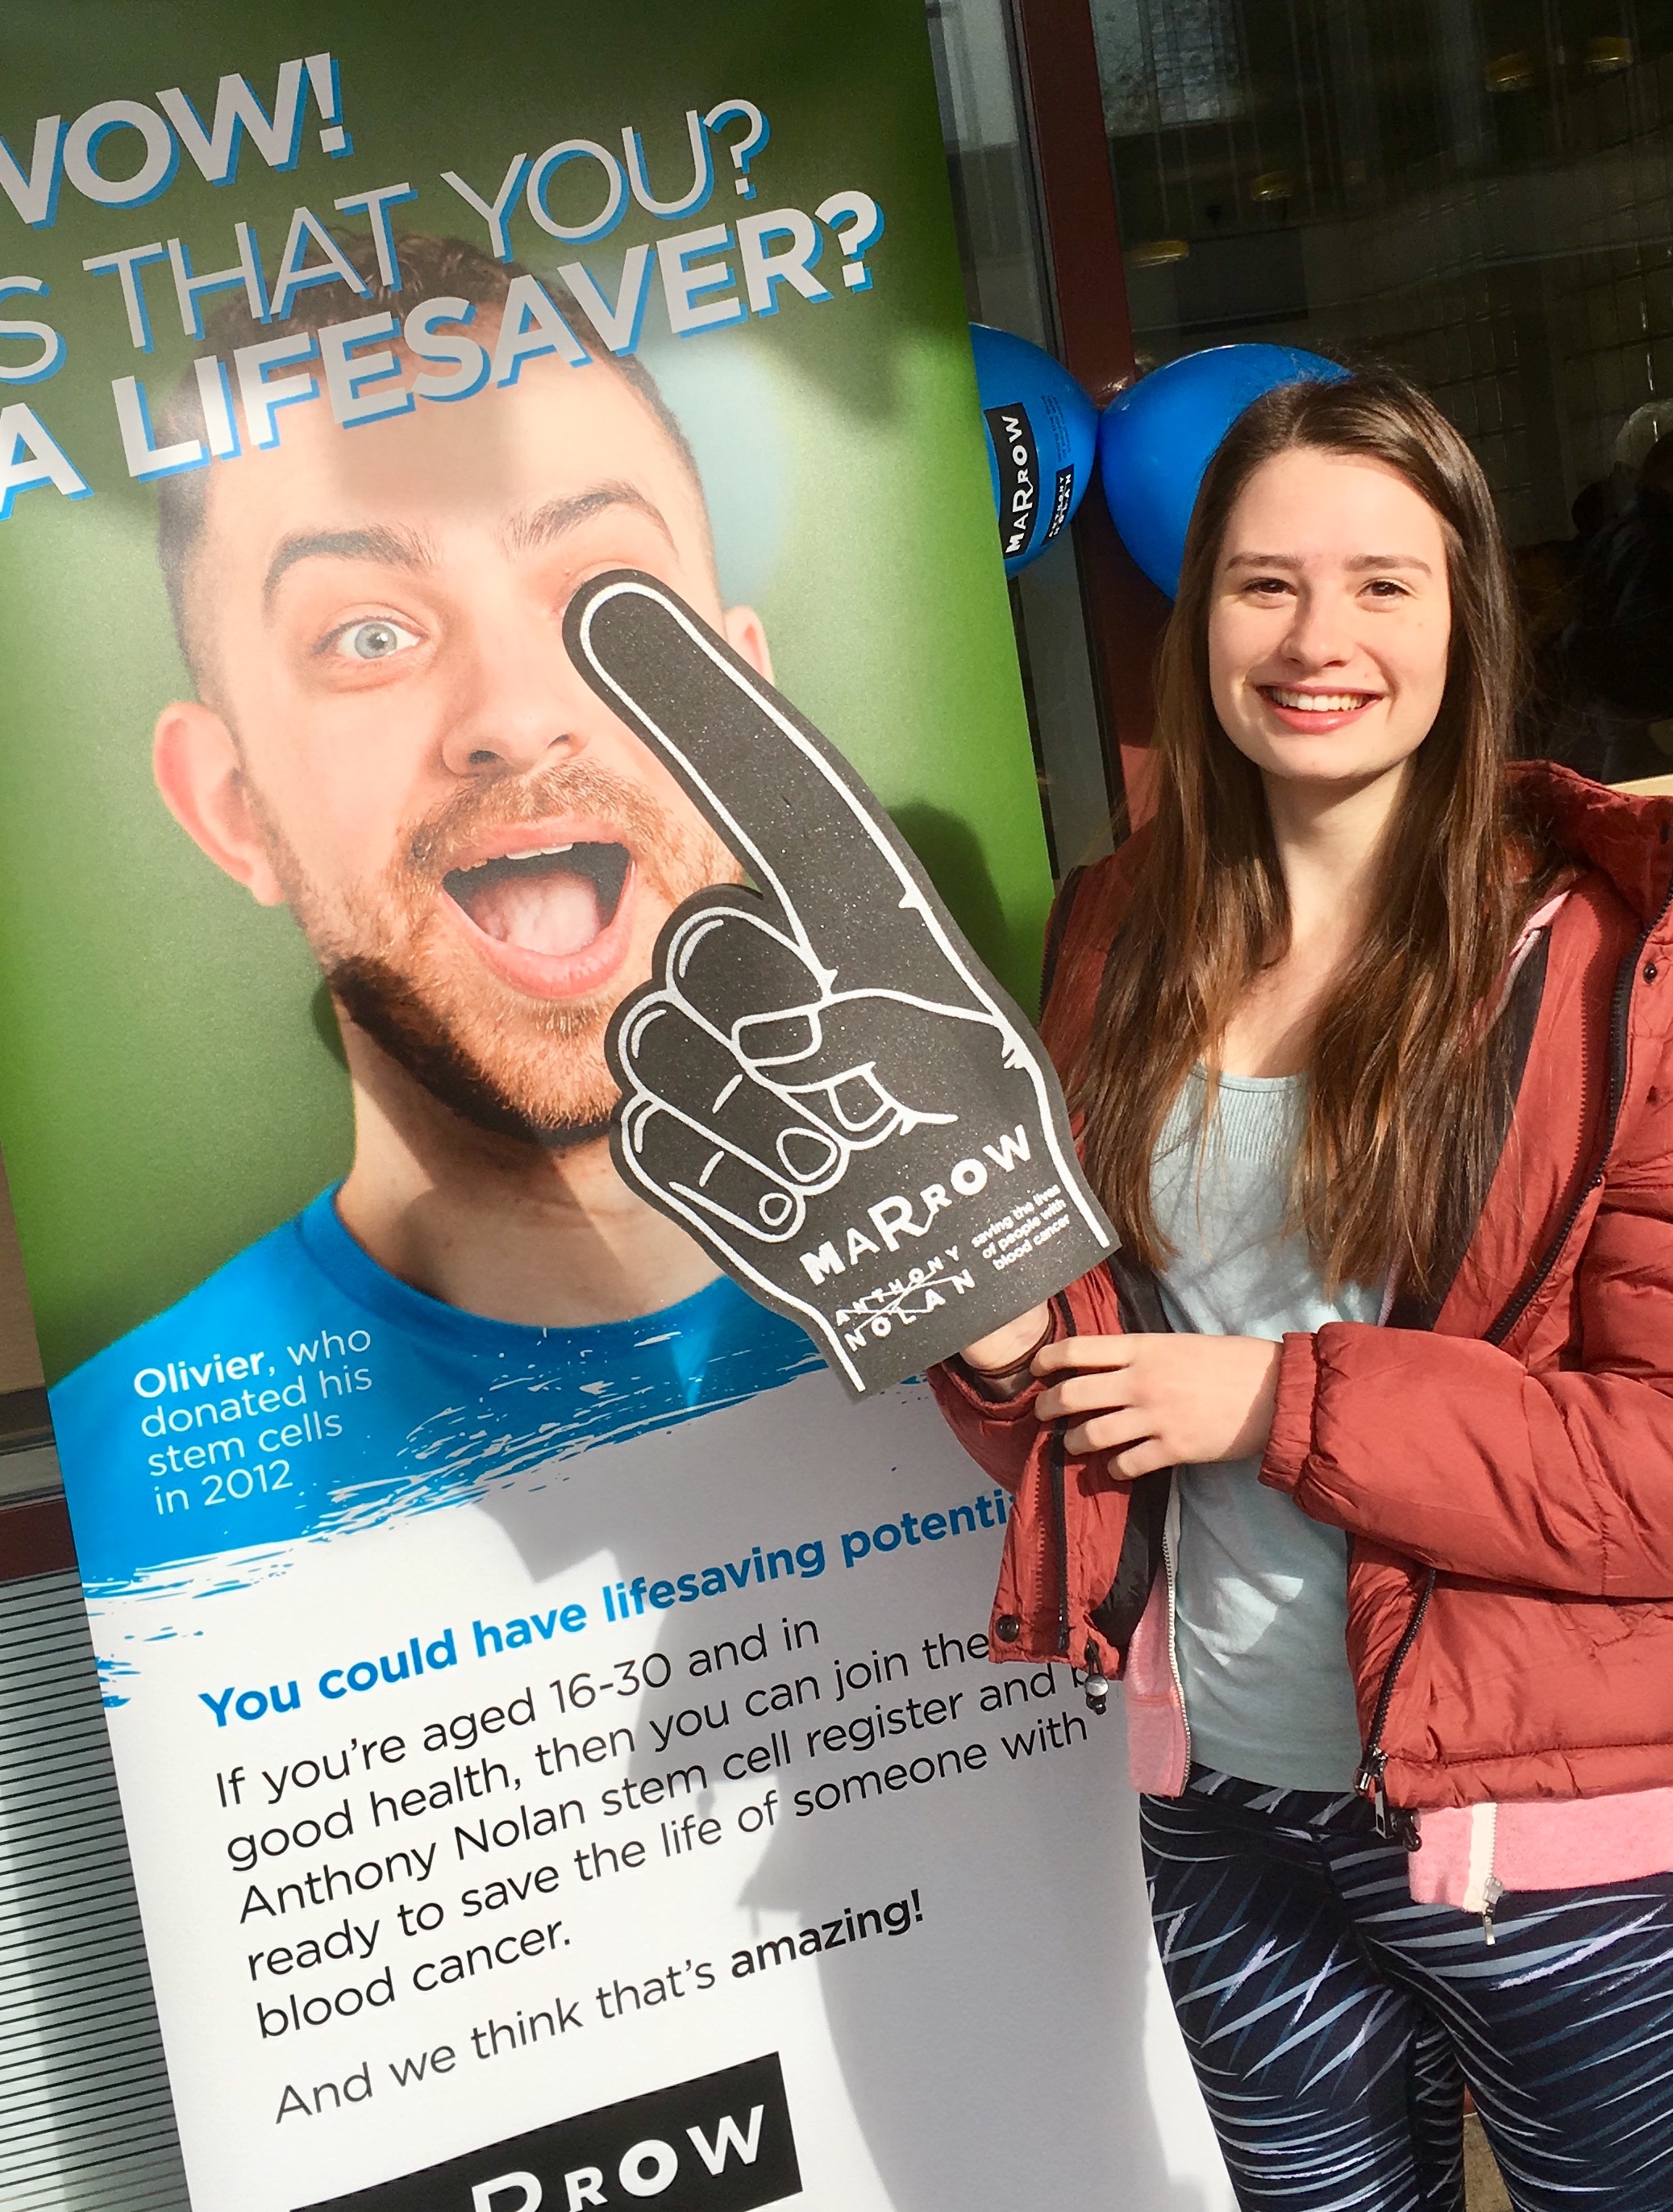 WOW!
IS THAT YOU?
A LIFESAVER?
MARROW
ANTHONY
NOLAN
MARROW
ANTHONY
NOLAN
saving the lives
of people with
blood cancer
Olivier, who
donated his
stem cells
in 2012
You could have lifesaving potenti
If you're aged 16-30 and in
good health, then you can join the
Anthony Nolan stem cell register and
ready to save the life of someone with
blood cancer.
And we think that's amazing!
RROW